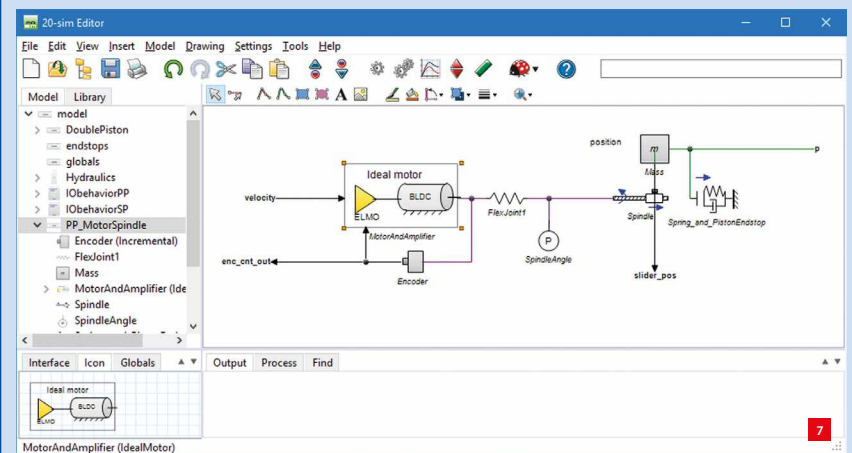 20-sim Editor
File Edit View Insert Model Drawing Settings Tools Help
Model Library
A
model
DoublePiston
endstops
globals
Hydraulics
IObehaviorPP
IObehaviorSP
PP_MotorSpindle
Encoder (Incremental)
FlexJoint1
Mass
MotorAndAmplifier (Ide
Spindle
SpindleAngle
position
m
Mass
p
Ideal motor
BLDC
ELMO
velocity
MotorAndAmplifier
FlexJoint1
Spindle
Spring_and_PistonEndstop
P
SpindleAngle
enc_cnt_out
Encoder
slider_pos
Interface Icon Globals
Output Process Find
Ideal motor
BLDC
ELMO
MotorAndAmplifier (IdealMotor)
7